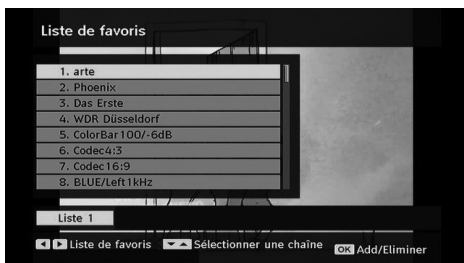 Liste de favoris
1. arte
2. Phoenix
3. Das Erste
4. WDR Düsseldorf
5. ColorBar100/-6dB
6. Codec4:3
7. Codec16:9
8. BLUE/Left1kHz
Liste 1
Liste de favoris Sélectionner une chaîne OK Add/Eliminer